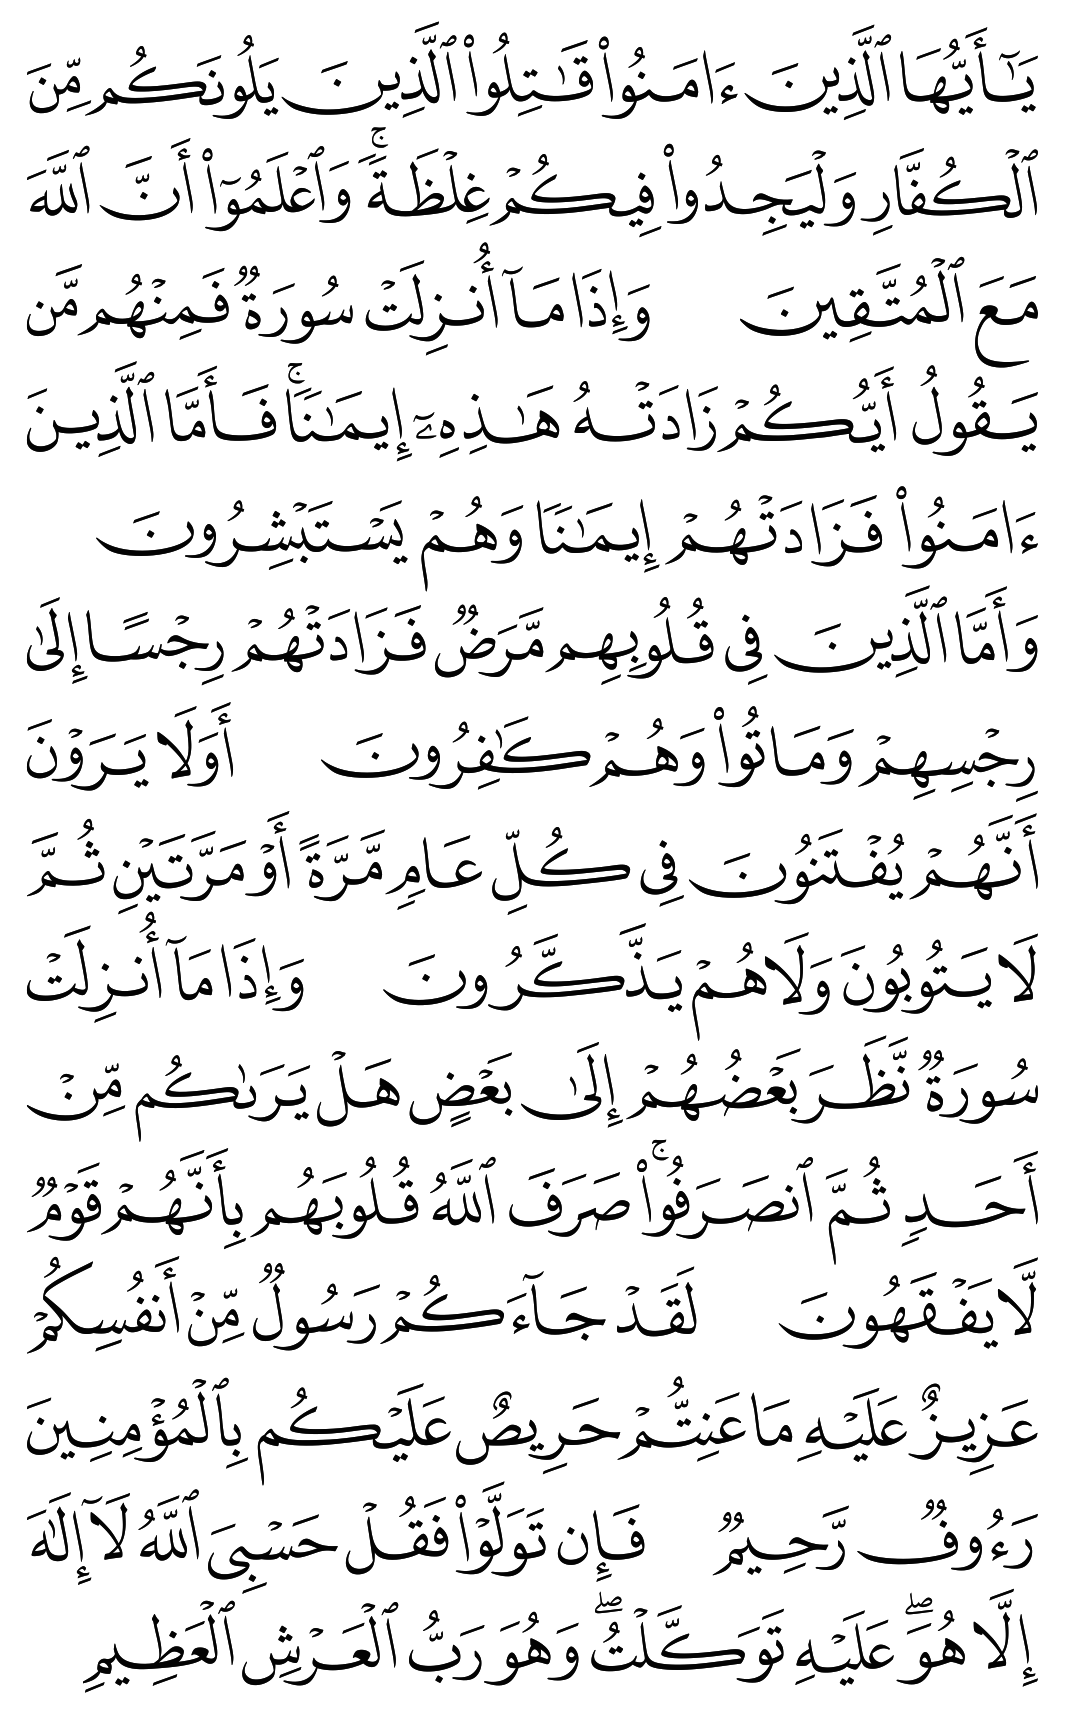 يَـٰٓأَيُّهَا ٱلَّذِينَ ءَامَنُوا۟ قَـٰتِلُوا۟ ٱلَّذِينَ يَلُونَكُم مِّنَ
ٱلْكُفَّارِ وَلْيَجِدُوا۟ فِيكُمْ غِلْظَةً ۚ وَٱعْلَمُوٓا۟ أَنَّ ٱللَّهَ
مَعَ ٱلْمُتَّقِينَ وَإِذَا مَآ أُنزِلَتْ سُورَةٌ فَمِنْهُم مَّن
يَقُولُ أَيُّكُمْ زَادَتْهُ هَـٰذِهِۦٓ إِيمَـٰنًا ۚ فَأَمَّا ٱلَّذِينَ
ءَامَنُوا۟ فَزَادَتْهُمْ إِيمَـٰنًا وَهُمْ يَسْتَبْشِرُونَ
وَأَمَّا ٱلَّذِينَ فِى قُلُوبِهِم مَّرَضٌ فَزَادَتْهُمْ رِجْسًا إِلَىٰ
رِجْسِهِمْ وَمَاتُوا۟ وَهُمْ كَـٰفِرُونَ أَوَلَا يَرَوْنَ
أَنَّهُمْ يُفْتَنُونَ فِى كُلِّ عَامٍ مَّرَّةً أَوْ مَرَّتَيْنِ ثُمَّ
لَا يَتُوبُونَ وَلَا هُمْ يَذَّكَّرُونَ وَإِذَا مَآ أُنزِلَتْ
سُورَةٌ نَّظَرَ بَعْضُهُمْ إِلَىٰ بَعْضٍ هَلْ يَرَىٰكُم مِّنْ
أَحَدٍ ثُمَّ ٱنصَرَفُوا۟ ۚ صَرَفَ ٱللَّهُ قُلُوبَهُم بِأَنَّهُمْ قَوْمٌ
لَّا يَفْقَهُونَ لَقَدْ جَآءَكُمْ رَسُولٌ مِّنْ أَنفُسِكُمْ
عَزِيزٌ عَلَيْهِ مَا عَنِتُّمْ حَرِيصٌ عَلَيْكُم بِٱلْمُؤْمِنِينَ
رَءُوفٌ رَّحِيمٌ فَإِن تَوَلَّوْا۟ فَقُلْ حَسْبِىَ ٱللَّهُ لَآ إِلَـٰهَ
إِلَّا هُوَ ۖ عَلَيْهِ تَوَكَّلْتُ ۖ وَهُوَ رَبُّ ٱلْعَرْشِ ٱلْعَظِيمِ